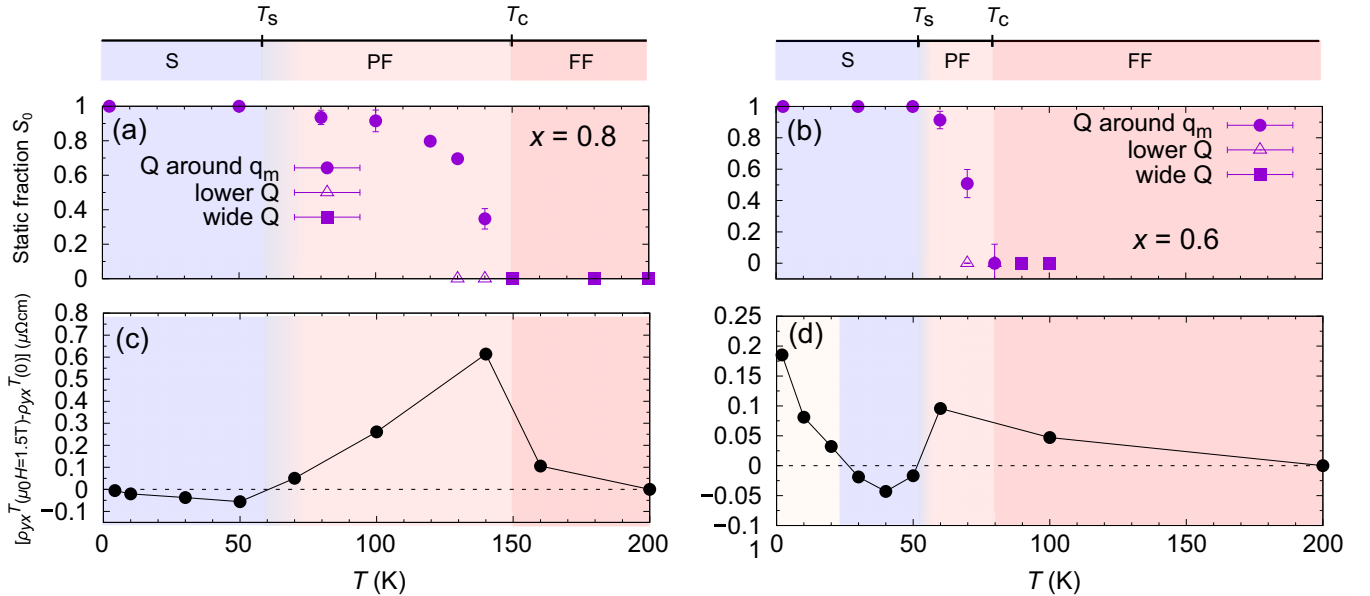 Ts Tc
S PF FF
Static fraction S0
1
0.8
0.6
0.4
0.2
0
(a)
x = 0.8
Q around qm
lower Q
wide Q
[ρyxT(μ0H=1.5T)-ρyxT(0)] (μΩcm)
0.8
0.7
0.6
0.5
0.4
0.3
0.2
0.1
0
−0.1
(c)
0 50 100 150 200
T (K)
Ts Tc
S PF FF
1
0.8
0.6
0.4
0.2
0
(b)
Q around qm
lower Q
wide Q
x = 0.6
0.25
0.2
0.15
0.1
0.05
0
−0.05
−0.1
(d)
0 50 100 150 200
1
T (K)